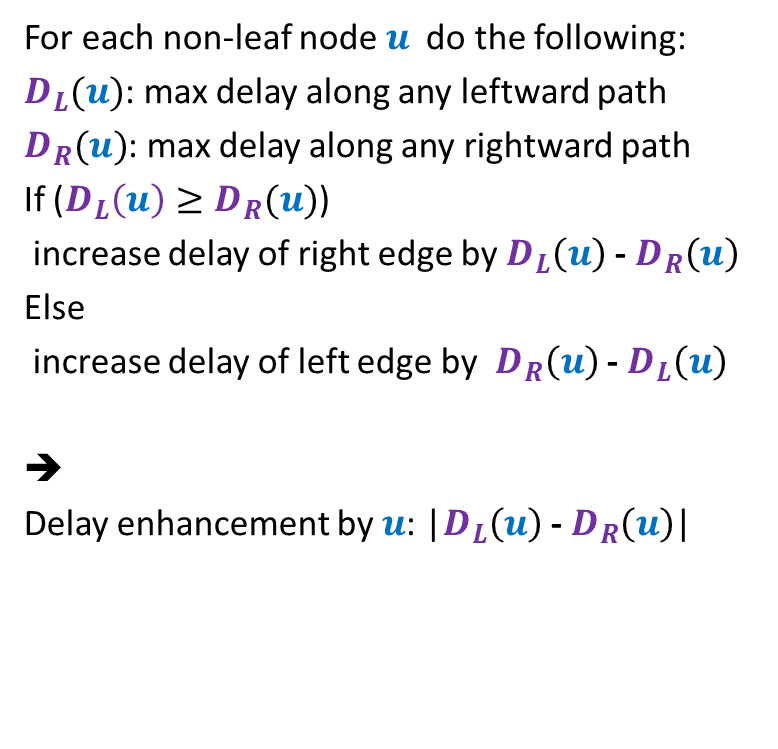 For each non-leaf node u do the following:
D_L(u): max delay along any leftward path
D_R(u): max delay along any rightward path
If (D_L(u) ≥ D_R(u))
increase delay of right edge by D_L(u) - D_R(u)
Else
increase delay of left edge by D_R(u) - D_L(u)
➔
Delay enhancement by u: |D_L(u) - D_R(u)|